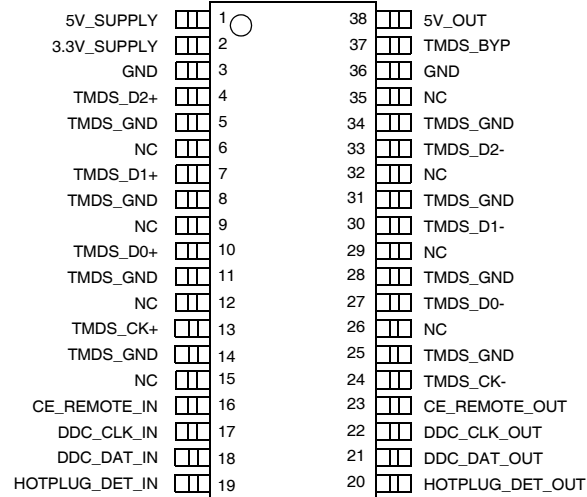 5V_SUPPLY 1 38 5V_OUT
3.3V_SUPPLY 2 37 TMDS_BYP
GND 3 36 GND
TMDS_D2+ 4 35 NC
TMDS_GND 5 34 TMDS_GND
NC 6 33 TMDS_D2-
TMDS_D1+ 7 32 NC
TMDS_GND 8 31 TMDS_GND
NC 9 30 TMDS_D1-
TMDS_D0+ 10 29 NC
TMDS_GND 11 28 TMDS_GND
NC 12 27 TMDS_D0-
TMDS_CK+ 13 26 NC
TMDS_GND 14 25 TMDS_GND
NC 15 24 TMDS_CK-
CE_REMOTE_IN 16 23 CE_REMOTE_OUT
DDC_CLK_IN 17 22 DDC_CLK_OUT
DDC_DAT_IN 18 21 DDC_DAT_OUT
HOTPLUG_DET_IN 19 20 HOTPLUG_DET_OUT